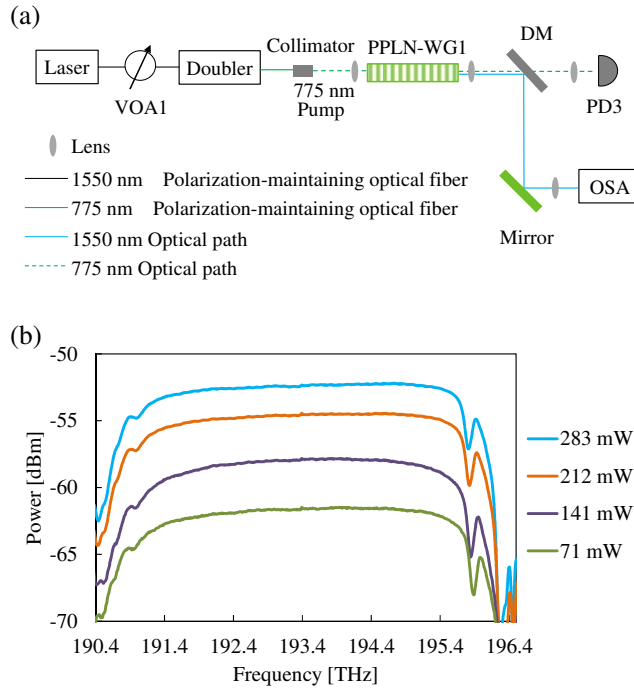 (a)
Laser
VOA1
Doubler
Collimator
775 nm
Pump
PPLN-WG1
DM
PD3
Mirror
OSA
Lens
1550 nm Polarization-maintaining optical fiber
775 nm Polarization-maintaining optical fiber
1550 nm Optical path
775 nm Optical path
(b)
Power [dBm]
-50
-55
-60
-65
-70
190.4 191.4 192.4 193.4 194.4 195.4 196.4
Frequency [THz]
283 mW
212 mW
141 mW
71 mW